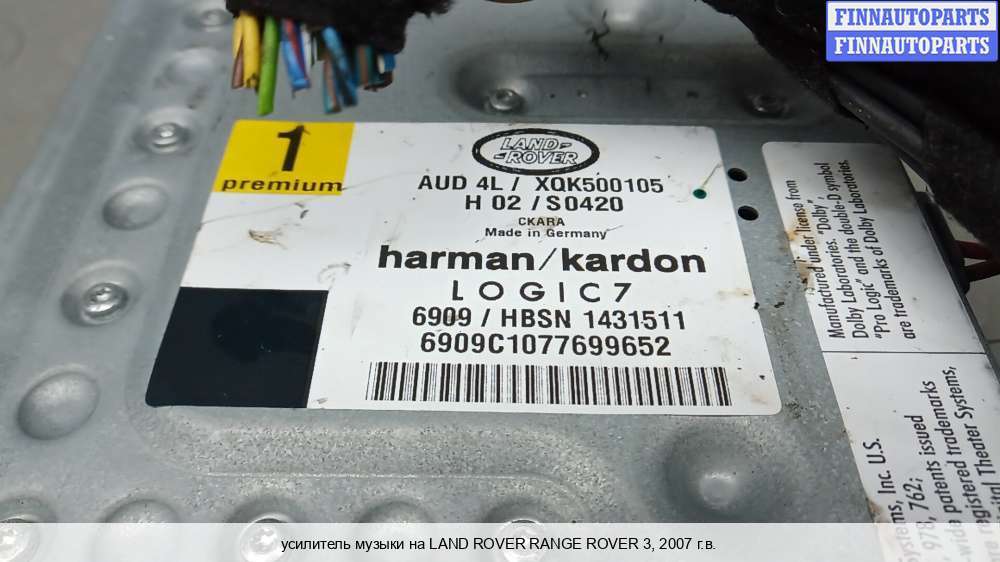 FINNAUTOPARTS
FINNAUTOPARTS
1
premium
LAND-
-ROVER
AUD 4L / XQK500105
H 02 / S0420
CKARA
Made in Germany
harman/kardon
LOGIC7
6909 / HBSN 1431511
6909C1077699652
Manufactured under license from
Dolby Laboratories. "Dolby",
"Pro Logic" and the double-D symbol
are trademarks of Dolby Laboratories.
Systems, Inc. U.S.
978, 762;
wide patents issued
registered trademarks
Theater Systems,
усилитель музыки на LAND ROVER RANGE ROVER 3, 2007 г.в.